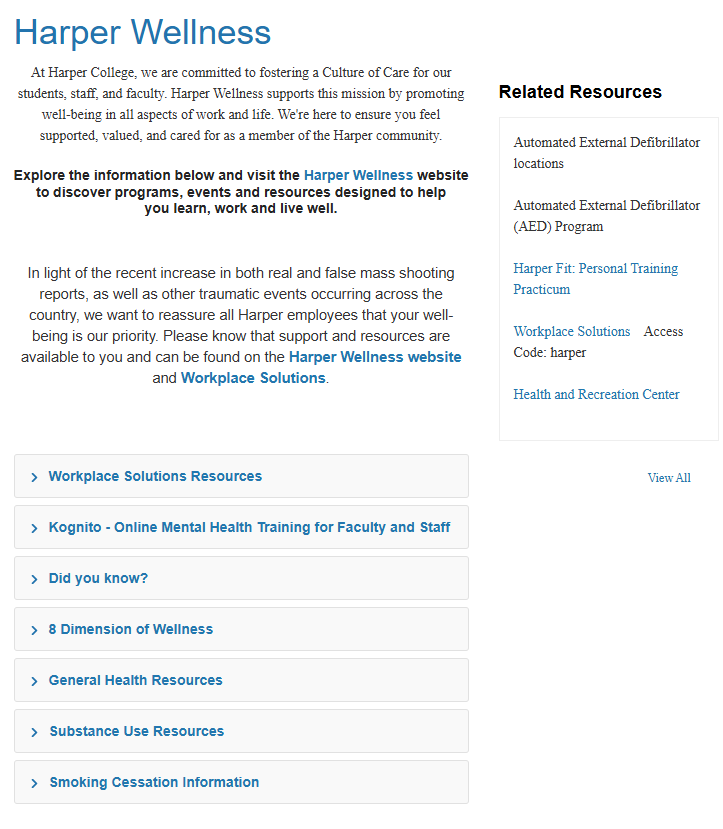 Harper Wellness
At Harper College, we are committed to fostering a Culture of Care for our
students, staff, and faculty. Harper Wellness supports this mission by promoting
well-being in all aspects of work and life. We're here to ensure you feel
supported, valued, and cared for as a member of the Harper community.
Explore the information below and visit the Harper Wellness website
to discover programs, events and resources designed to help
you learn, work and live well.
In light of the recent increase in both real and false mass shooting
reports, as well as other traumatic events occurring across the
country, we want to reassure all Harper employees that your well-
being is our priority. Please know that support and resources are
available to you and can be found on the Harper Wellness website
and Workplace Solutions.
Workplace Solutions Resources
Kognito - Online Mental Health Training for Faculty and Staff
Did you know?
8 Dimension of Wellness
General Health Resources
Substance Use Resources
Smoking Cessation Information
Related Resources
Automated External Defibrillator
locations
Automated External Defibrillator
(AED) Program
Harper Fit: Personal Training
Practicum
Workplace Solutions Access
Code: harper
Health and Recreation Center
View All